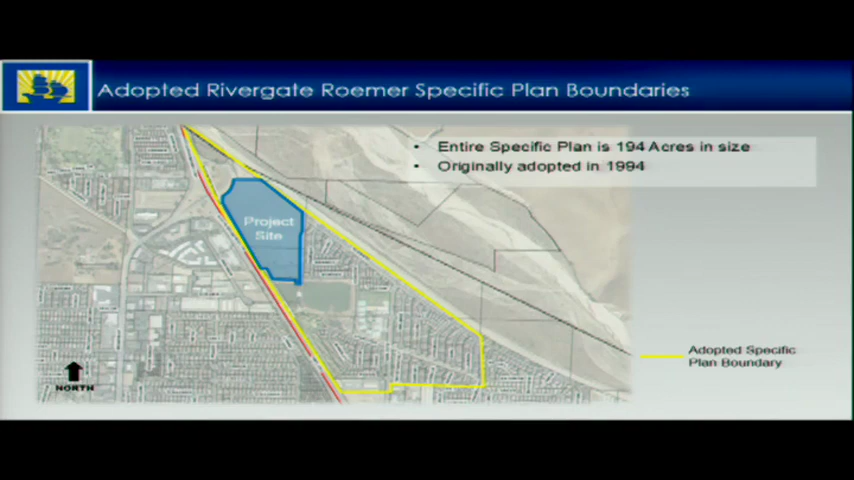 Adopted Rivergate Roemer Specific Plan Boundaries
• Entire Specific Plan is 194 Acres in size
• Originally adopted in 1994
Project
Site
Adopted Specific
Plan Boundary
NORTH